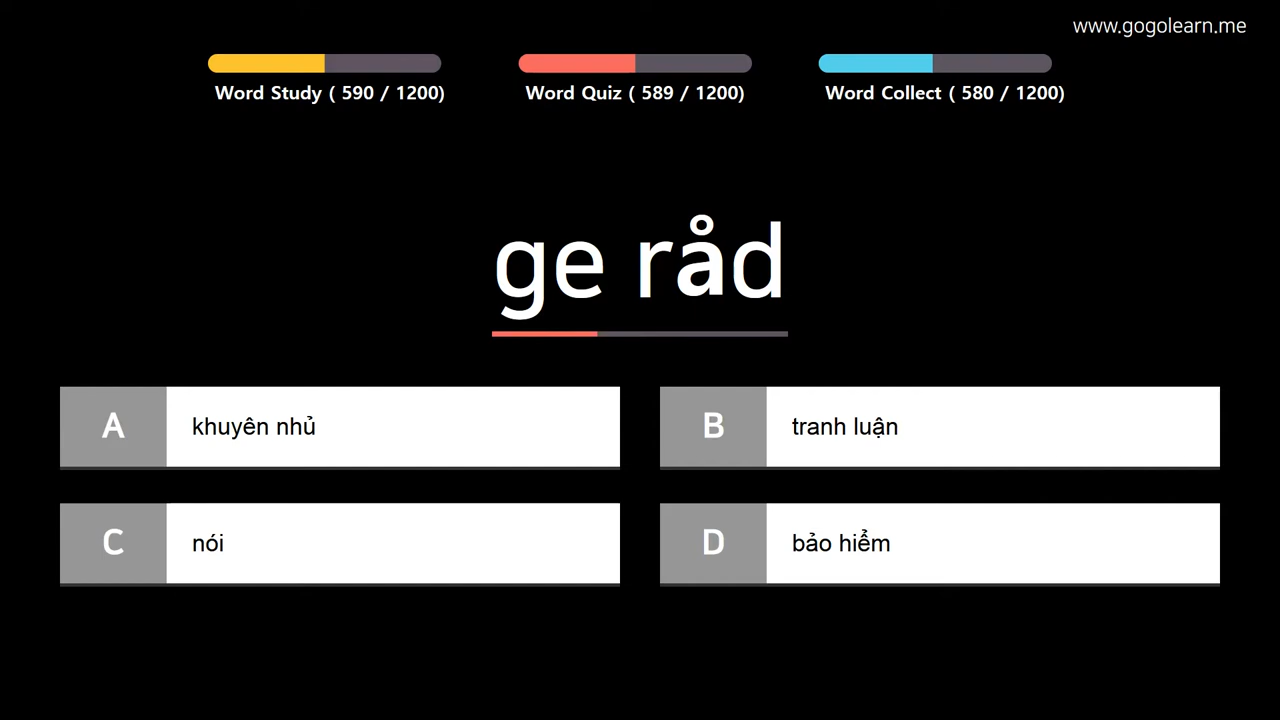 www.gogolearn.me
Word Study ( 590 / 1200)
Word Quiz ( 589 / 1200)
Word Collect ( 580 / 1200)
ge råd
A khuyên nhủ
B tranh luận
C nói
D bảo hiểm